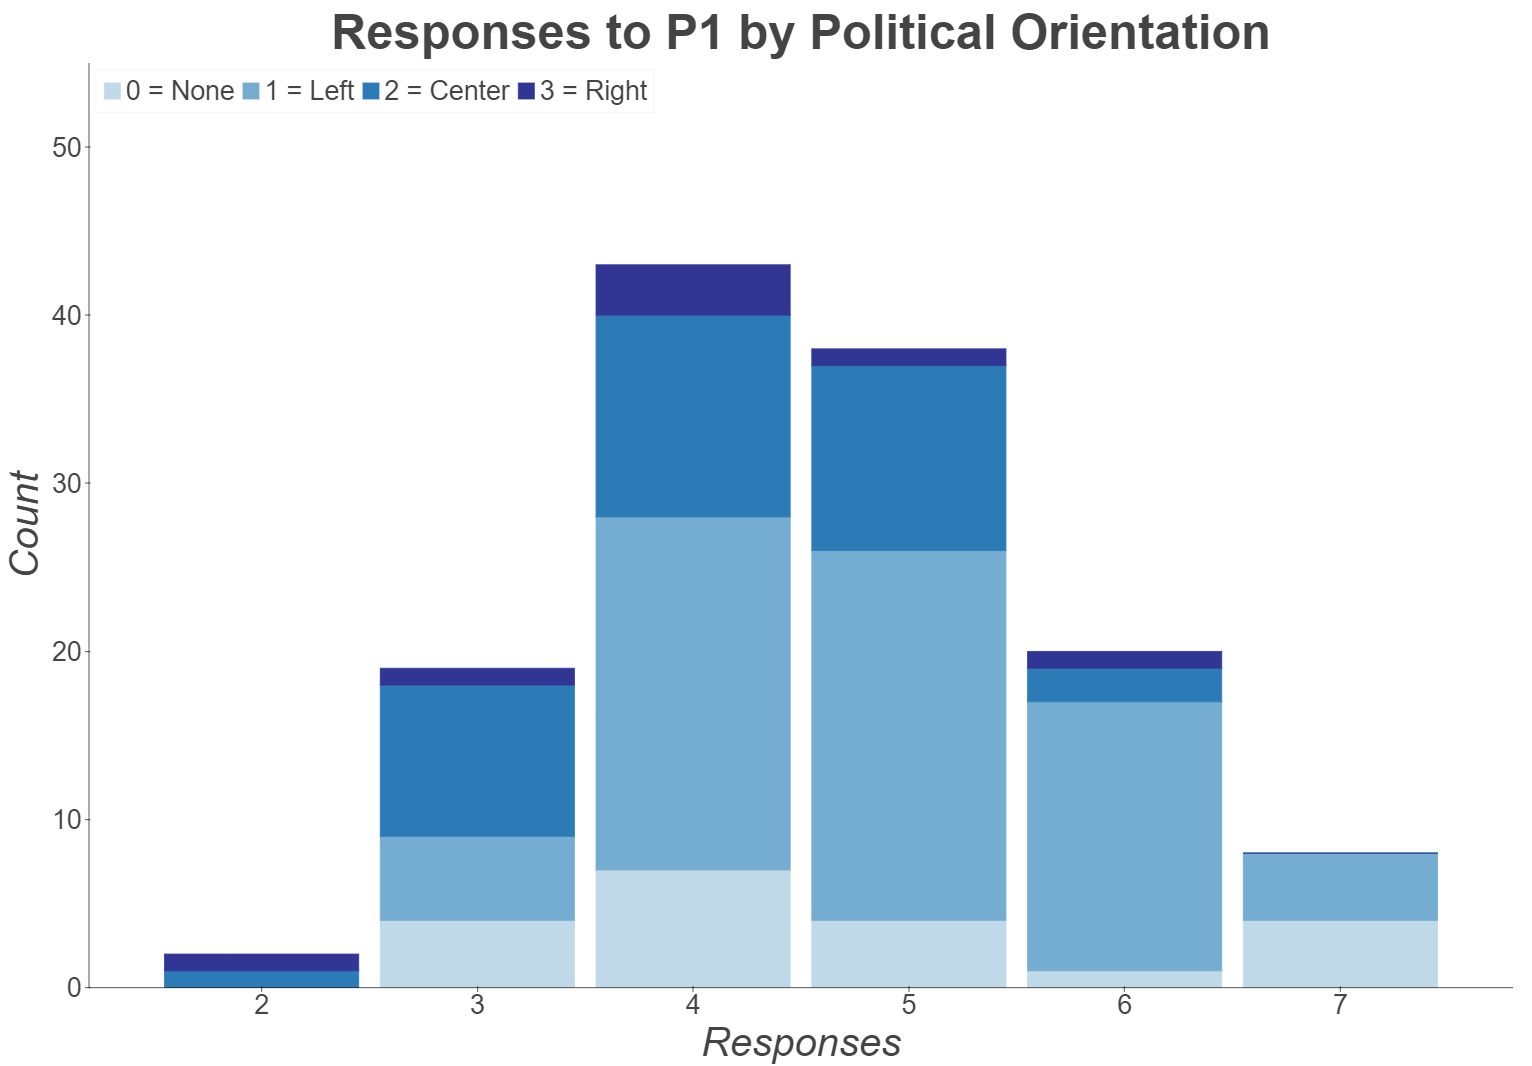 Responses to P1 by Political Orientation
0 = None 1 = Left 2 = Center 3 = Right
50
40
30
20
10
0
Count
2 3 4 5 6 7
Responses